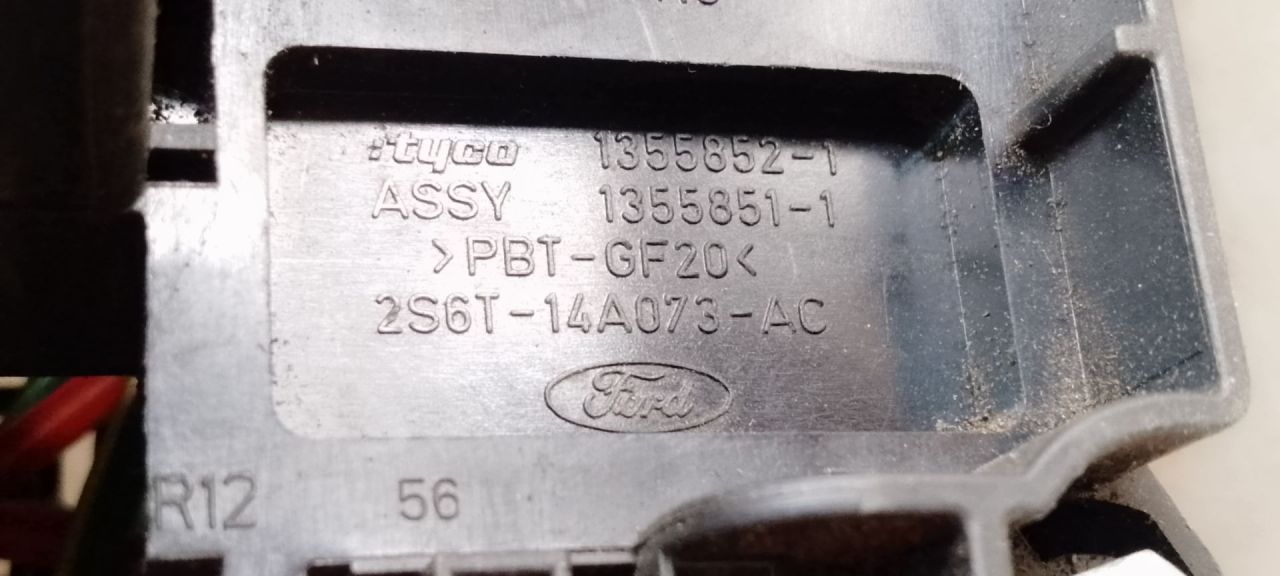 tyco 1355852-1
ASSY 1355851-1
>PBT-GF20<
2S6T-14A073-AC
Ford
R12 56